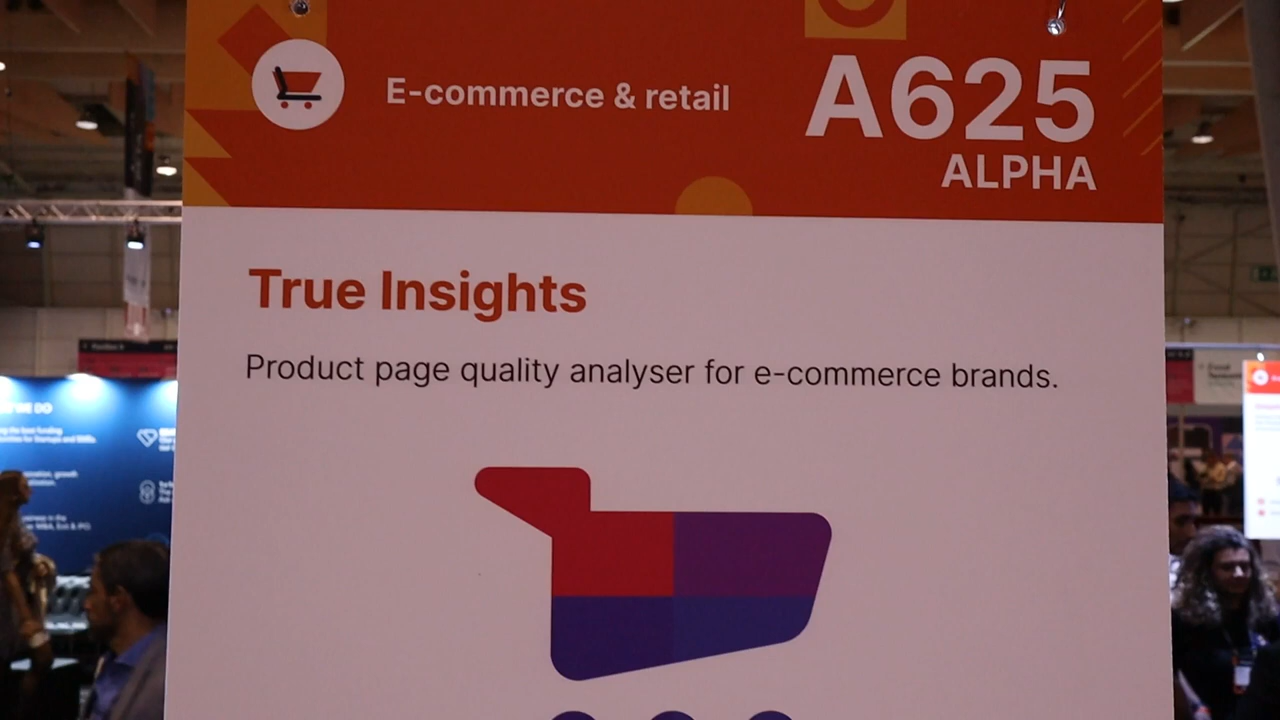 E-commerce & retail
A625
ALPHA
True Insights
Product page quality analyser for e-commerce brands.